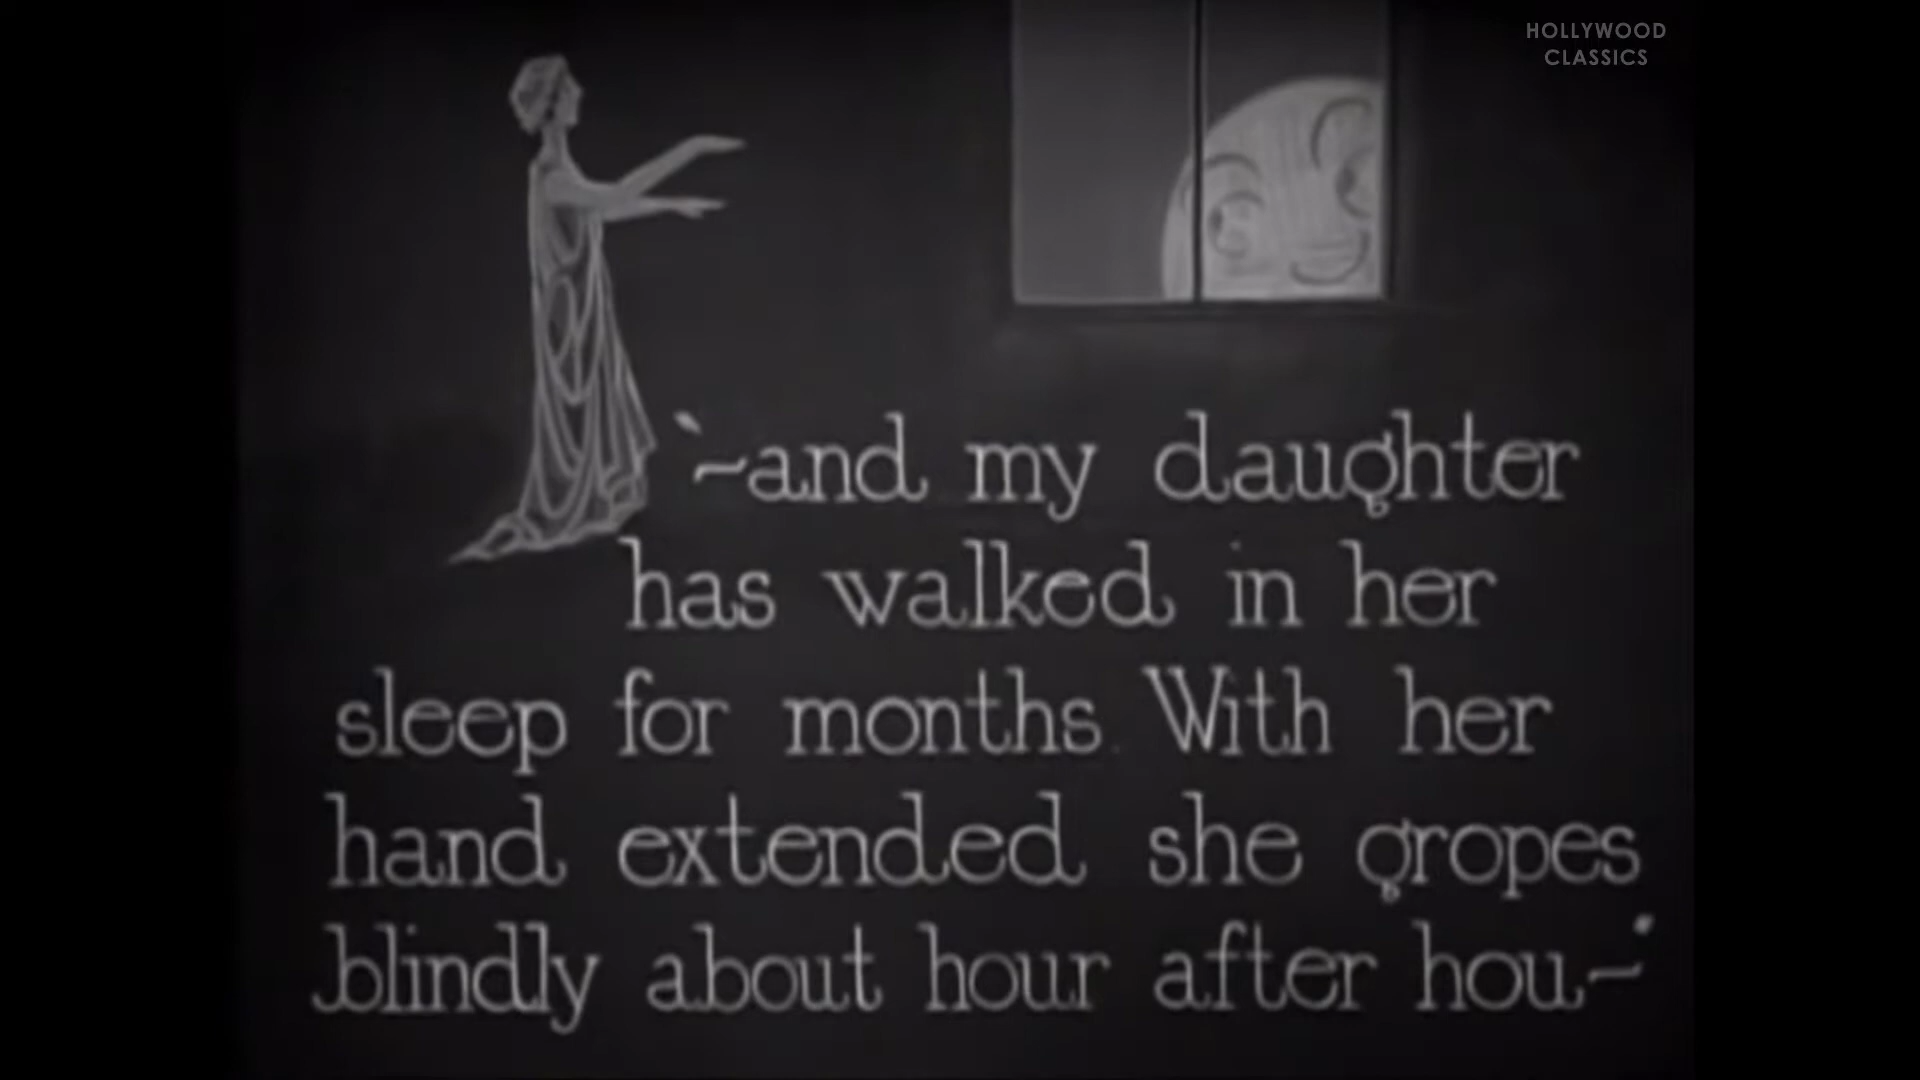 HOLLYWOOD
CLASSICS
`~and my daughter
has walked in her
sleep for months. With her
hand extended she gropes
blindly about hour after hou-~'